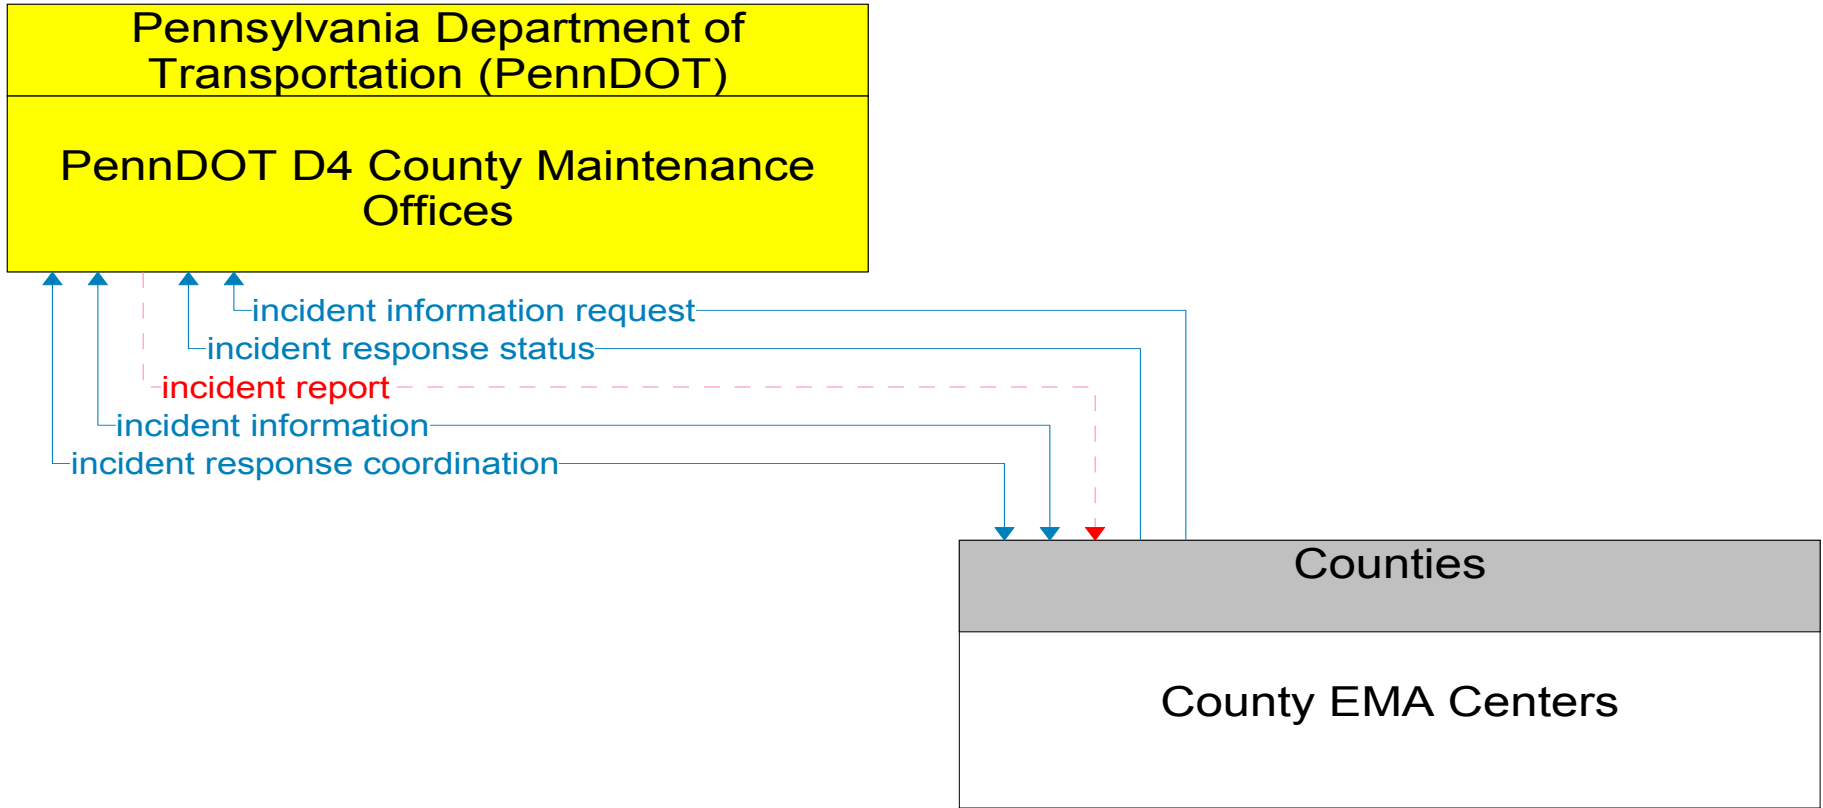 Pennsylvania Department of
Transportation (PennDOT)
PennDOT D4 County Maintenance
Offices
incident information request
incident response status
incident report
incident information
incident response coordination
Counties
County EMA Centers